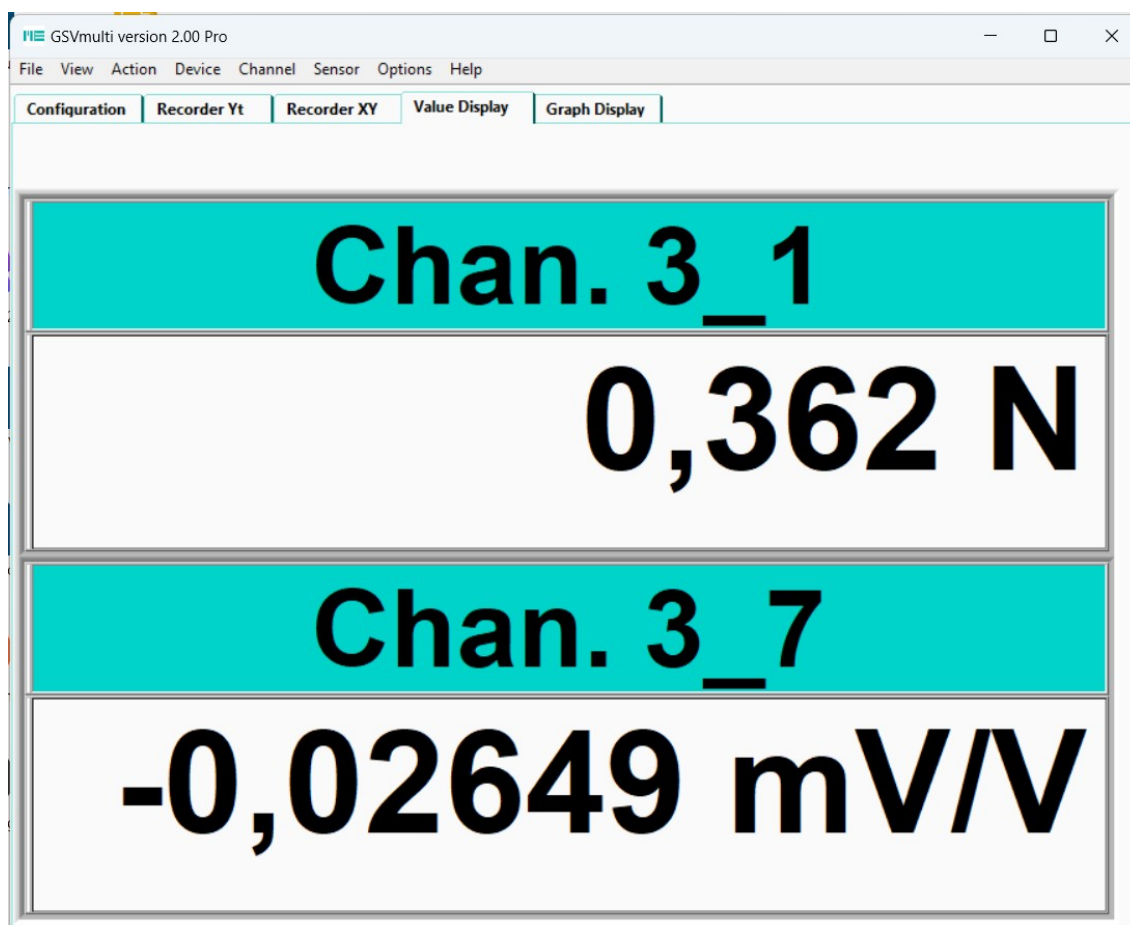 GSVmulti version 2.00 Pro
File View Action Device Channel Sensor Options Help
Configuration Recorder Yt Recorder XY Value Display Graph Display
Chan. 3_1
0,362 N
Chan. 3_7
-0,02649 mV/V